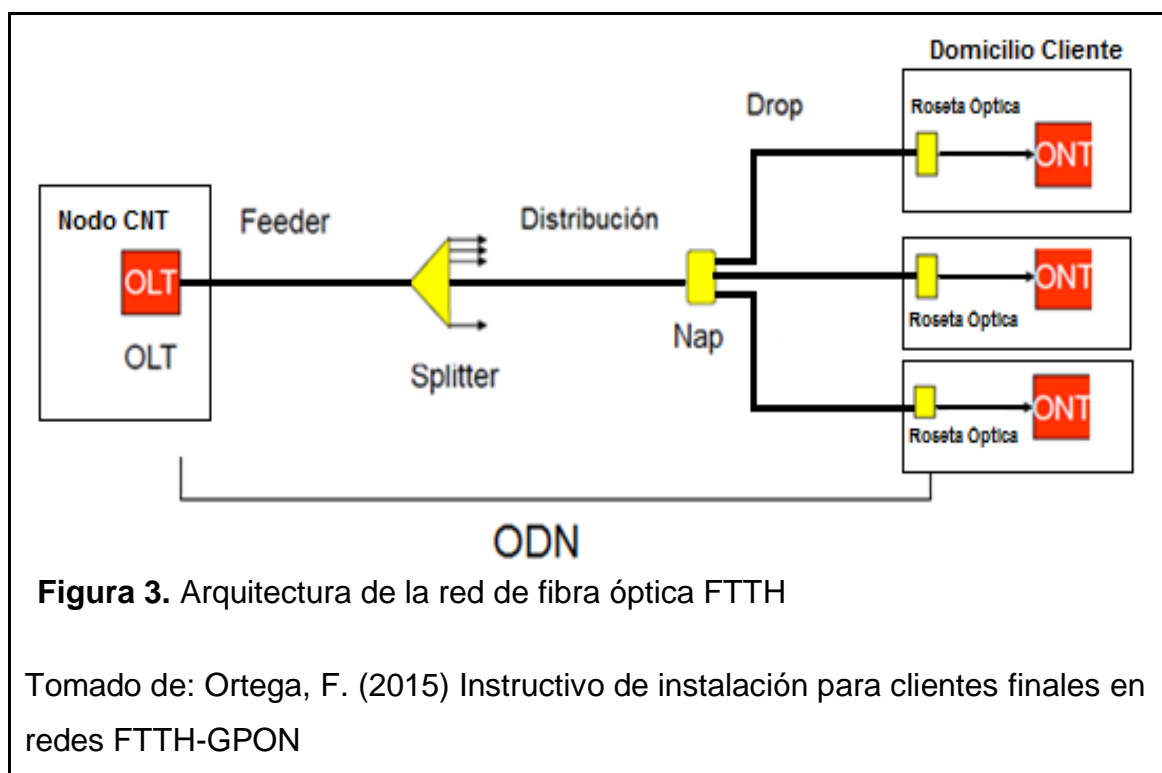 Domicilio Cliente
Drop
Roseta Óptica
ONT
Nodo CNT
Feeder
Distribución
OLT
ONT
OLT
Nap
Roseta Óptica
Splitter
ONT
Roseta Óptica
ODN
Figura 3. Arquitectura de la red de fibra óptica FTTH
Tomado de: Ortega, F. (2015) Instructivo de instalación para clientes finales en
redes FTTH-GPON